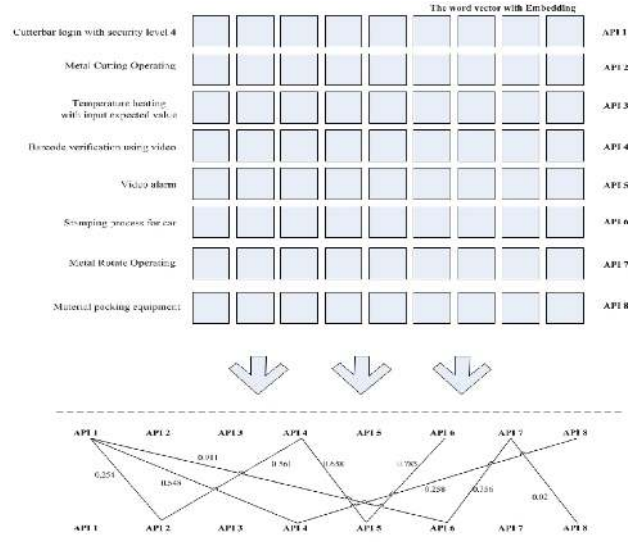 The word vector with Embedding
Cutterbar login with security level 4
API 1
Metal Cutting Operating
API 2
Temperature heating
with input expected value
API 3
Barcode verification using video
API 4
Video alarm
API 5
Stamping process for car
API 6
Metal Rotate Operating
API 7
Material packing equipment
API 8
API 1 API 2 API 3 API 4 API 5 API 6 API 7 API 8
0.911
0.254 0.548 0.561 0.658 0.785 0.258 0.356 0.02
API 1 API 2 API 3 API 4 API 5 API 6 API 7 API 8